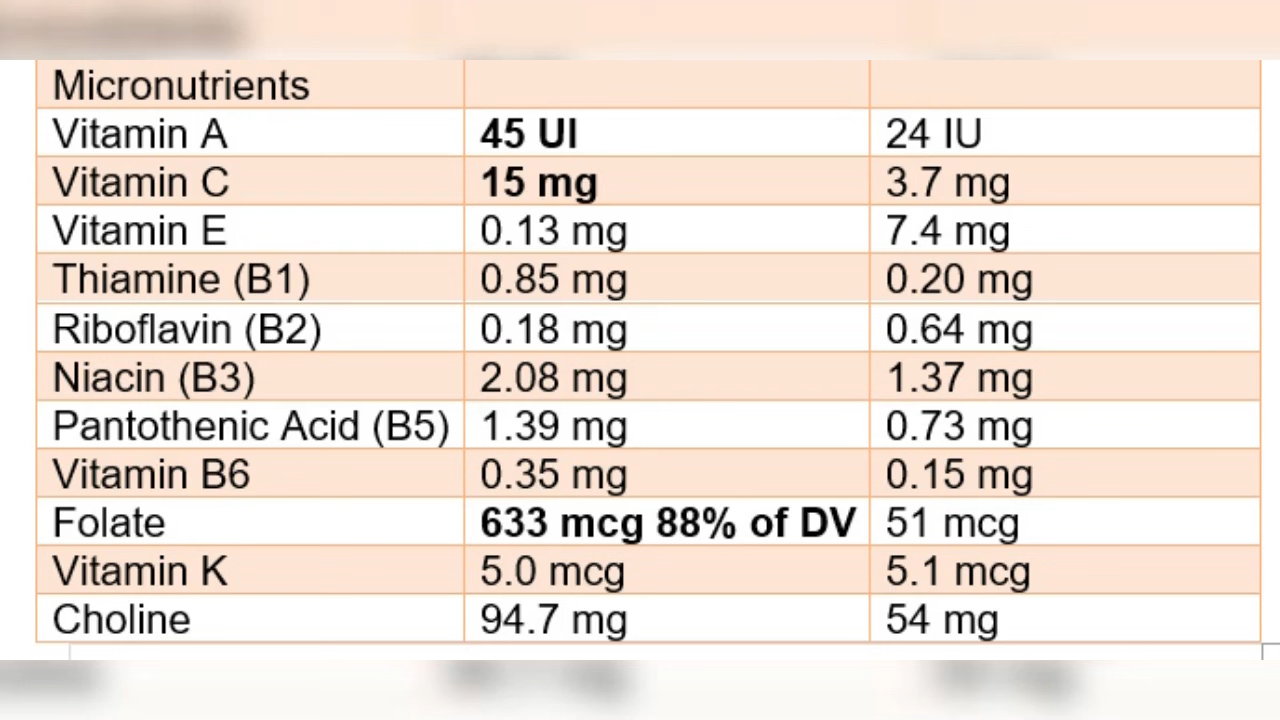 Micronutrients
Vitamin A 45 UI 24 IU
Vitamin C 15 mg 3.7 mg
Vitamin E 0.13 mg 7.4 mg
Thiamine (B1) 0.85 mg 0.20 mg
Riboflavin (B2) 0.18 mg 0.64 mg
Niacin (B3) 2.08 mg 1.37 mg
Pantothenic Acid (B5) 1.39 mg 0.73 mg
Vitamin B6 0.35 mg 0.15 mg
Folate 633 mcg 88% of DV 51 mcg
Vitamin K 5.0 mcg 5.1 mcg
Choline 94.7 mg 54 mg